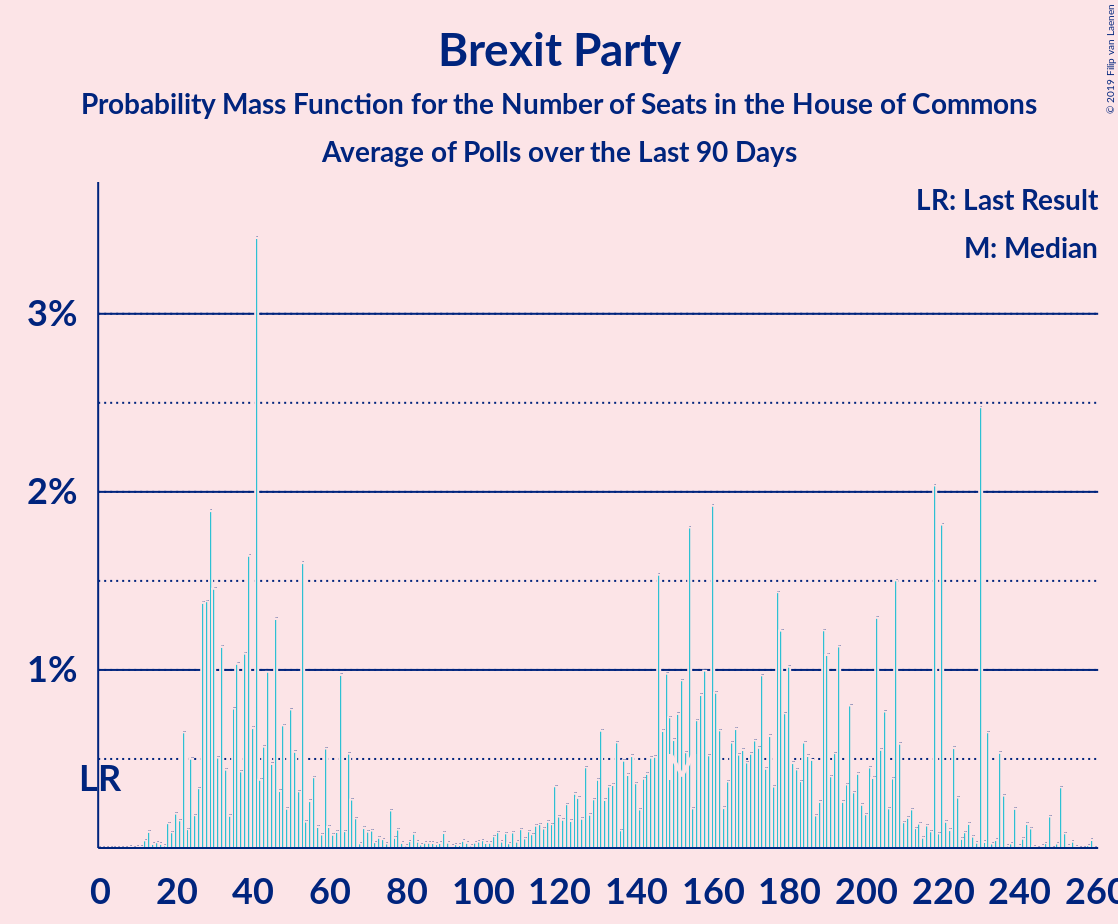 Brexit Party
Probability Mass Function for the Number of Seats in the House of Commons
Average of Polls over the Last 90 Days
© 2019 Filip van Laenen
LR: Last Result
M: Median
3%
2%
1%
LR
M
0 20 40 60 80 100 120 140 160 180 200 220 240 260